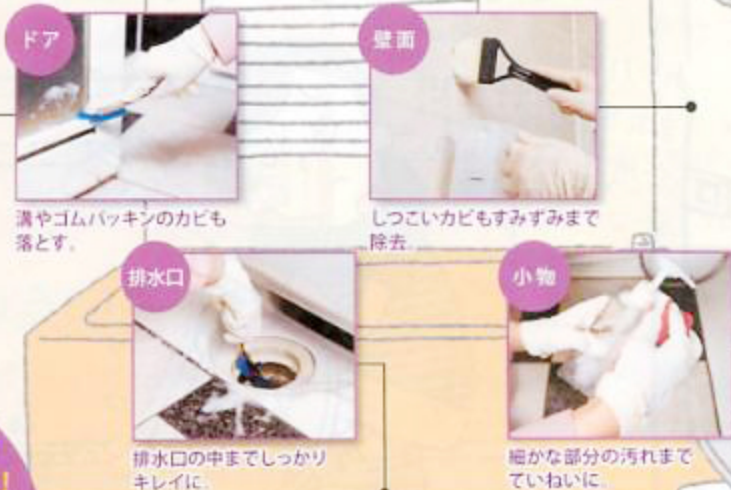 ドア
溝やゴムパッキンのカビも
落とす。
壁面
しつこいカビもすみずみまで
除去。
排水口
排水口の中までしっかり
キレイに。
小物
細かな部分の汚れまで
ていねいに。
!